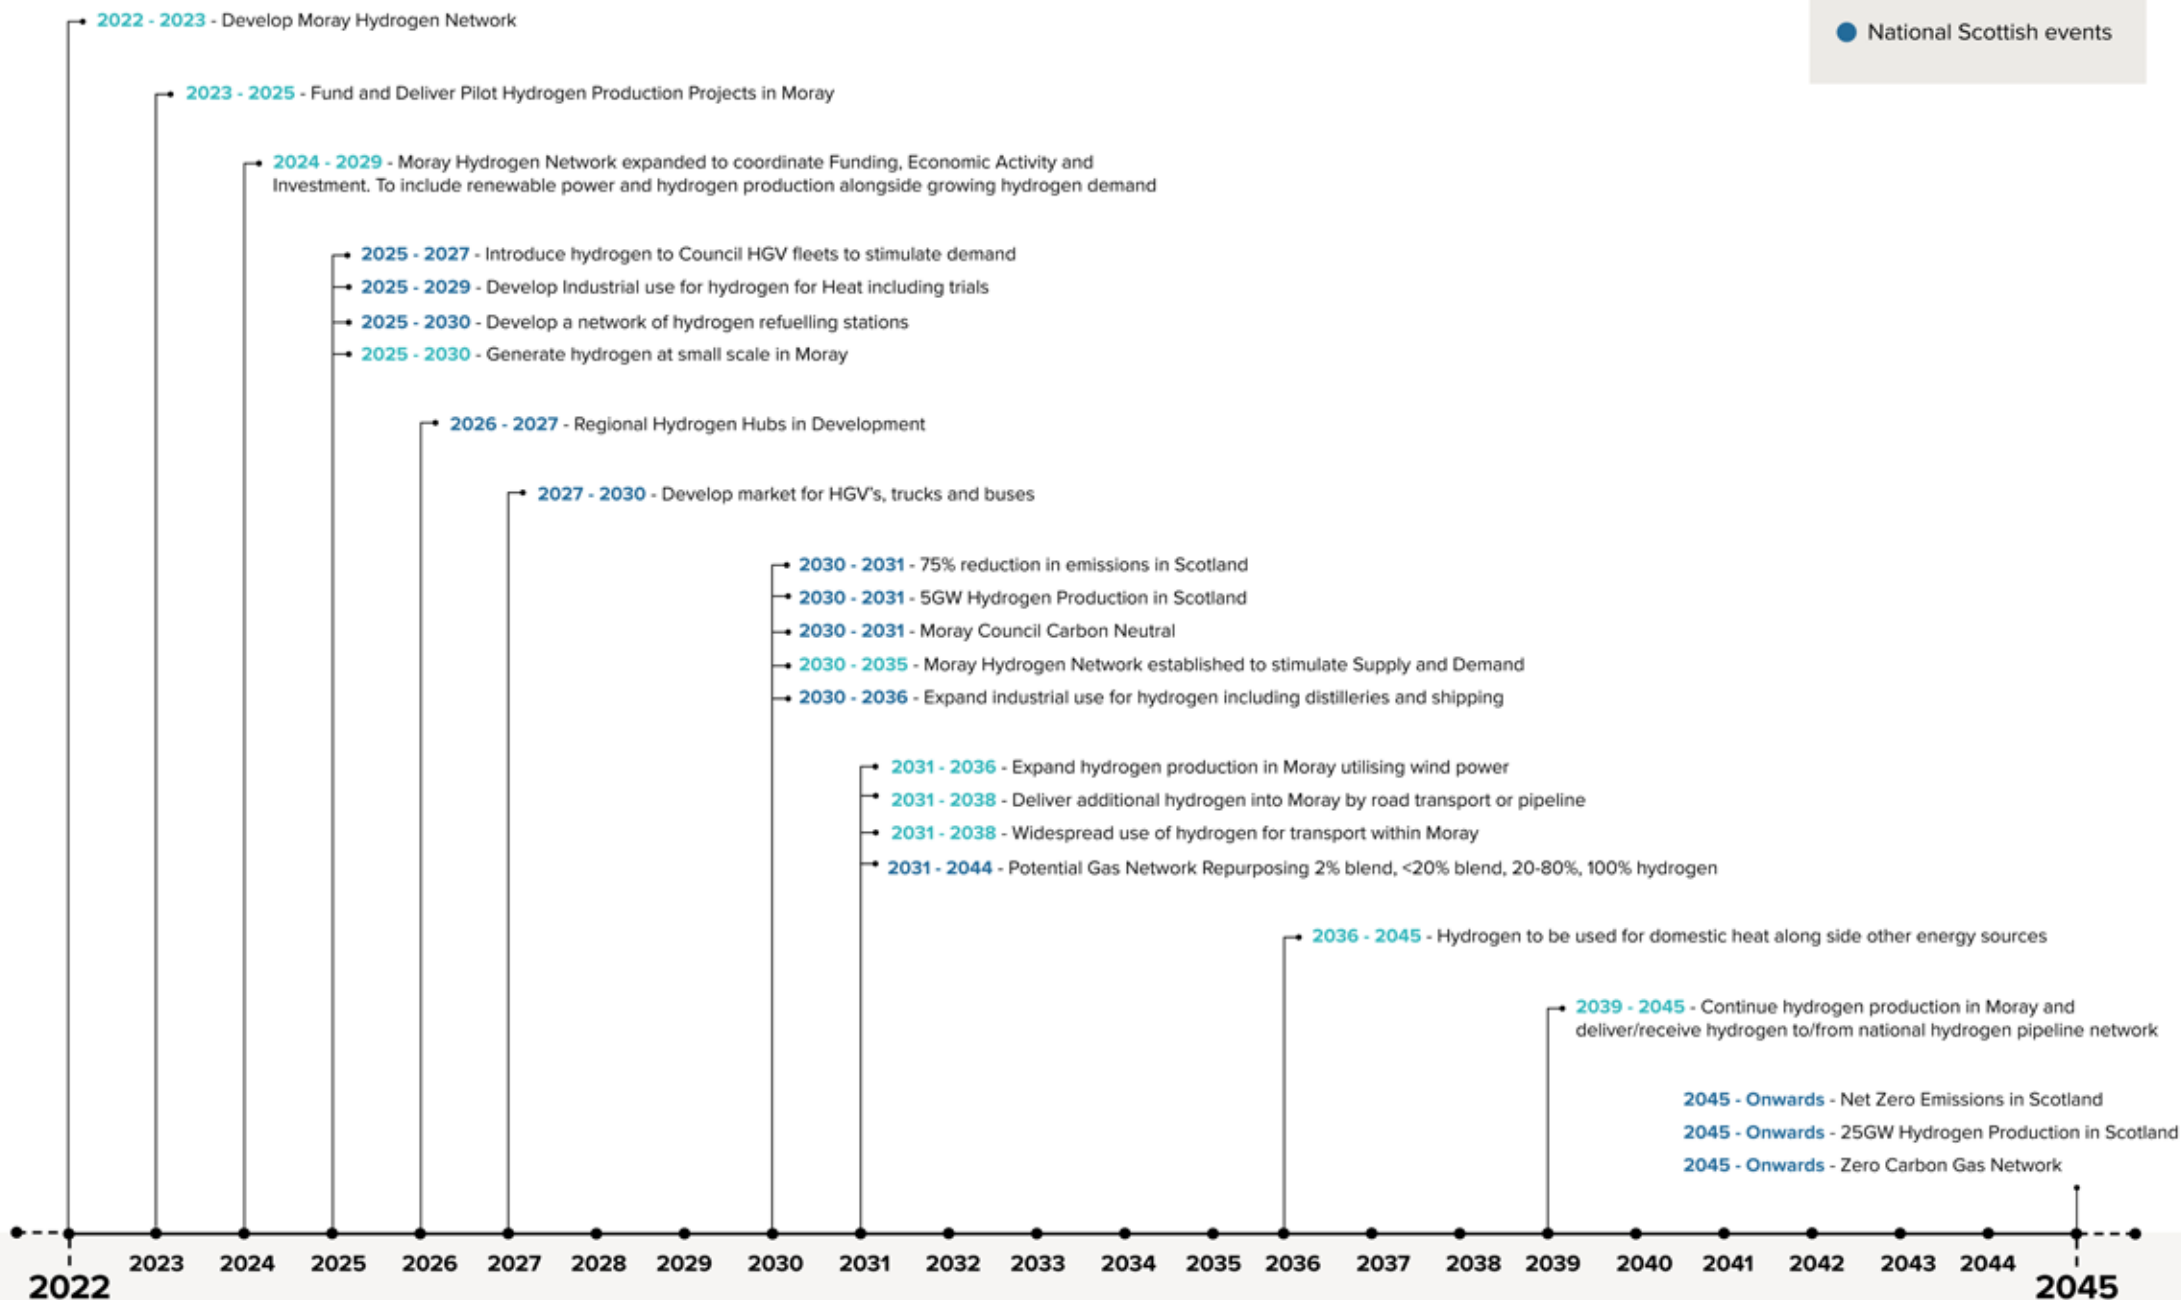 National Scottish events
2022 - 2023 - Develop Moray Hydrogen Network
2023 - 2025 - Fund and Deliver Pilot Hydrogen Production Projects in Moray
2024 - 2029 - Moray Hydrogen Network expanded to coordinate Funding, Economic Activity and
Investment. To include renewable power and hydrogen production alongside growing hydrogen demand
2025 - 2027 - Introduce hydrogen to Council HGV fleets to stimulate demand
2025 - 2029 - Develop Industrial use for hydrogen for Heat including trials
2025 - 2030 - Develop a network of hydrogen refuelling stations
2025 - 2030 - Generate hydrogen at small scale in Moray
2026 - 2027 - Regional Hydrogen Hubs in Development
2027 - 2030 - Develop market for HGV's, trucks and buses
2030 - 2031 - 75% reduction in emissions in Scotland
2030 - 2031 - 5GW Hydrogen Production in Scotland
2030 - 2031 - Moray Council Carbon Neutral
2030 - 2035 - Moray Hydrogen Network established to stimulate Supply and Demand
2030 - 2036 - Expand industrial use for hydrogen including distilleries and shipping
2031 - 2036 - Expand hydrogen production in Moray utilising wind power
2031 - 2038 - Deliver additional hydrogen into Moray by road transport or pipeline
2031 - 2038 - Widespread use of hydrogen for transport within Moray
2031 - 2044 - Potential Gas Network Repurposing 2% blend, <20% blend, 20-80%, 100% hydrogen
2036 - 2045 - Hydrogen to be used for domestic heat along side other energy sources
2039 - 2045 - Continue hydrogen production in Moray and
deliver/receive hydrogen to/from national hydrogen pipeline network
2045 - Onwards - Net Zero Emissions in Scotland
2045 - Onwards - 25GW Hydrogen Production in Scotland
2045 - Onwards - Zero Carbon Gas Network
2022 2023 2024 2025 2026 2027 2028 2029 2030 2031 2032 2033 2034 2035 2036 2037 2038 2039 2040 2041 2042 2043 2044 2045